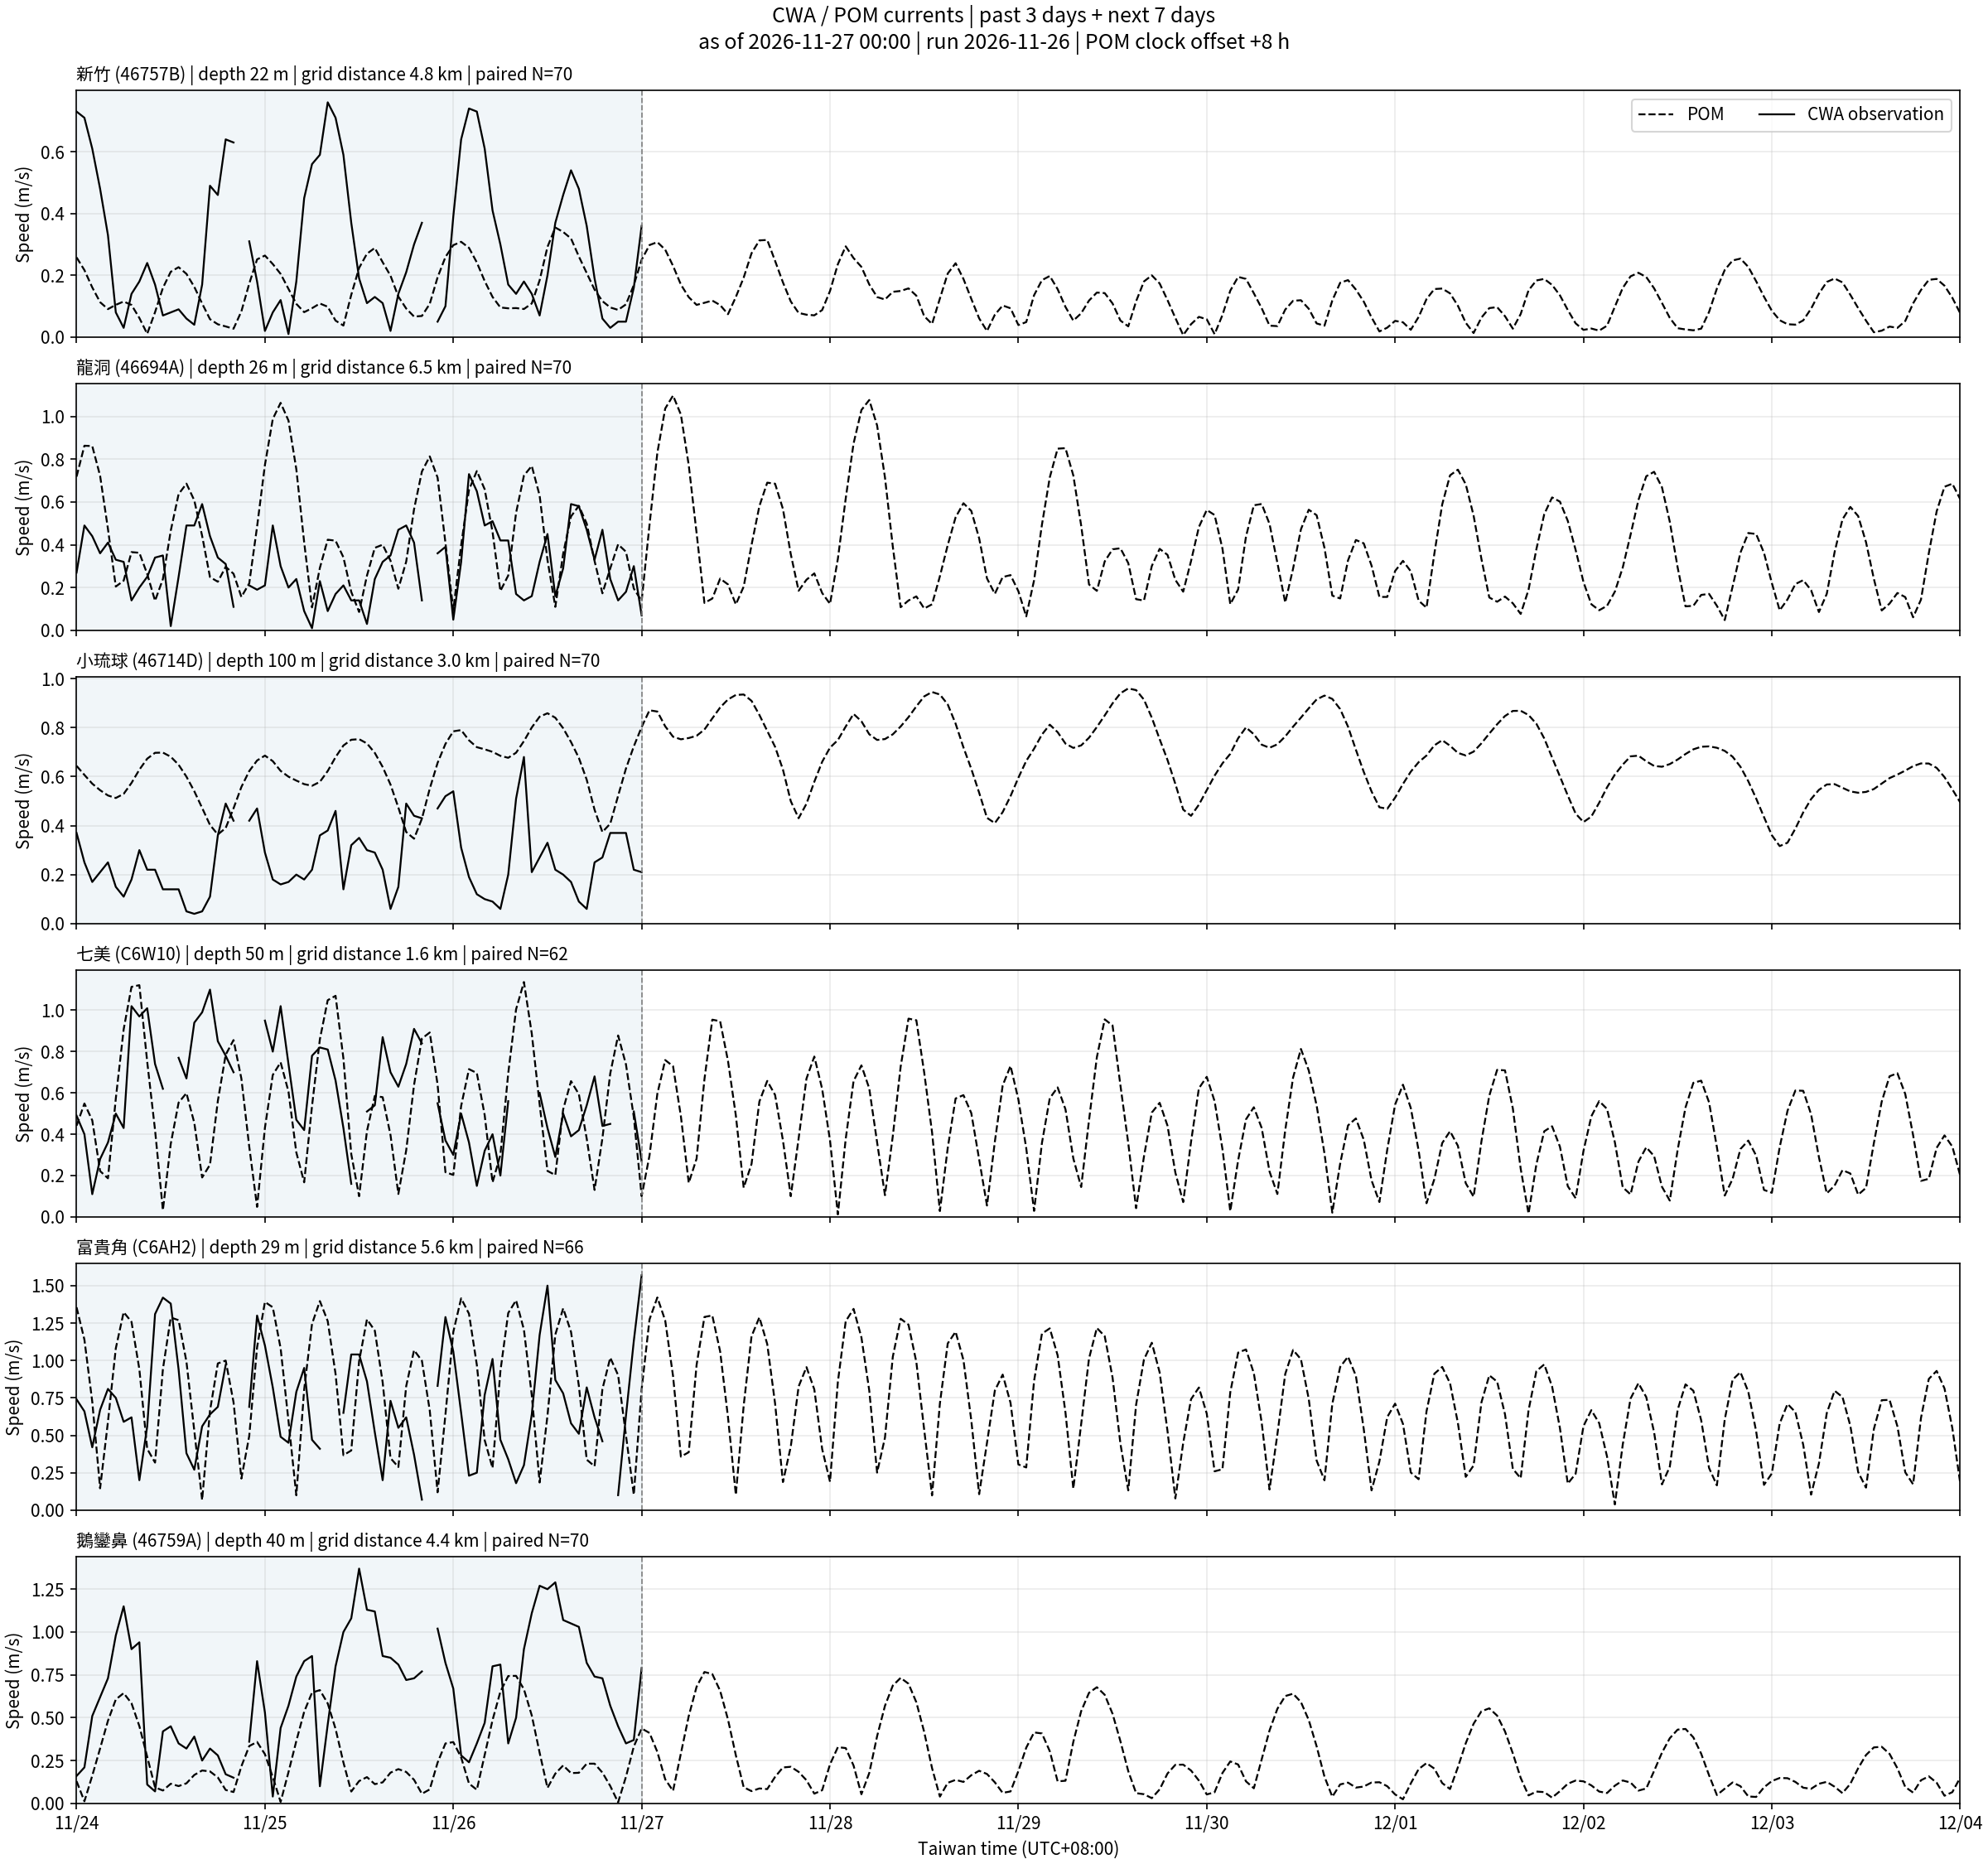 CWA / POM currents | past 3 days + next 7 days
as of 2026-11-27 00:00 | run 2026-11-26 | POM clock offset +8 h
新竹 (46757B) | depth 22 m | grid distance 4.8 km | paired N=70
POM
CWA observation
Speed (m/s)
0.6
0.4
0.2
0.0
龍洞 (46694A) | depth 26 m | grid distance 6.5 km | paired N=70
Speed (m/s)
1.0
0.8
0.6
0.4
0.2
0.0
小琉球 (46714D) | depth 100 m | grid distance 3.0 km | paired N=70
Speed (m/s)
1.0
0.8
0.6
0.4
0.2
0.0
七美 (C6W10) | depth 50 m | grid distance 1.6 km | paired N=62
Speed (m/s)
1.0
0.8
0.6
0.4
0.2
0.0
富貴角 (C6AH2) | depth 29 m | grid distance 5.6 km | paired N=66
Speed (m/s)
1.50
1.25
1.00
0.75
0.50
0.25
0.00
鵝鑾鼻 (46759A) | depth 40 m | grid distance 4.4 km | paired N=70
Speed (m/s)
1.25
1.00
0.75
0.50
0.25
0.00
11/24 11/25 11/26 11/27 11/28 11/29 11/30 12/01 12/02 12/03 12/04
Taiwan time (UTC+08:00)